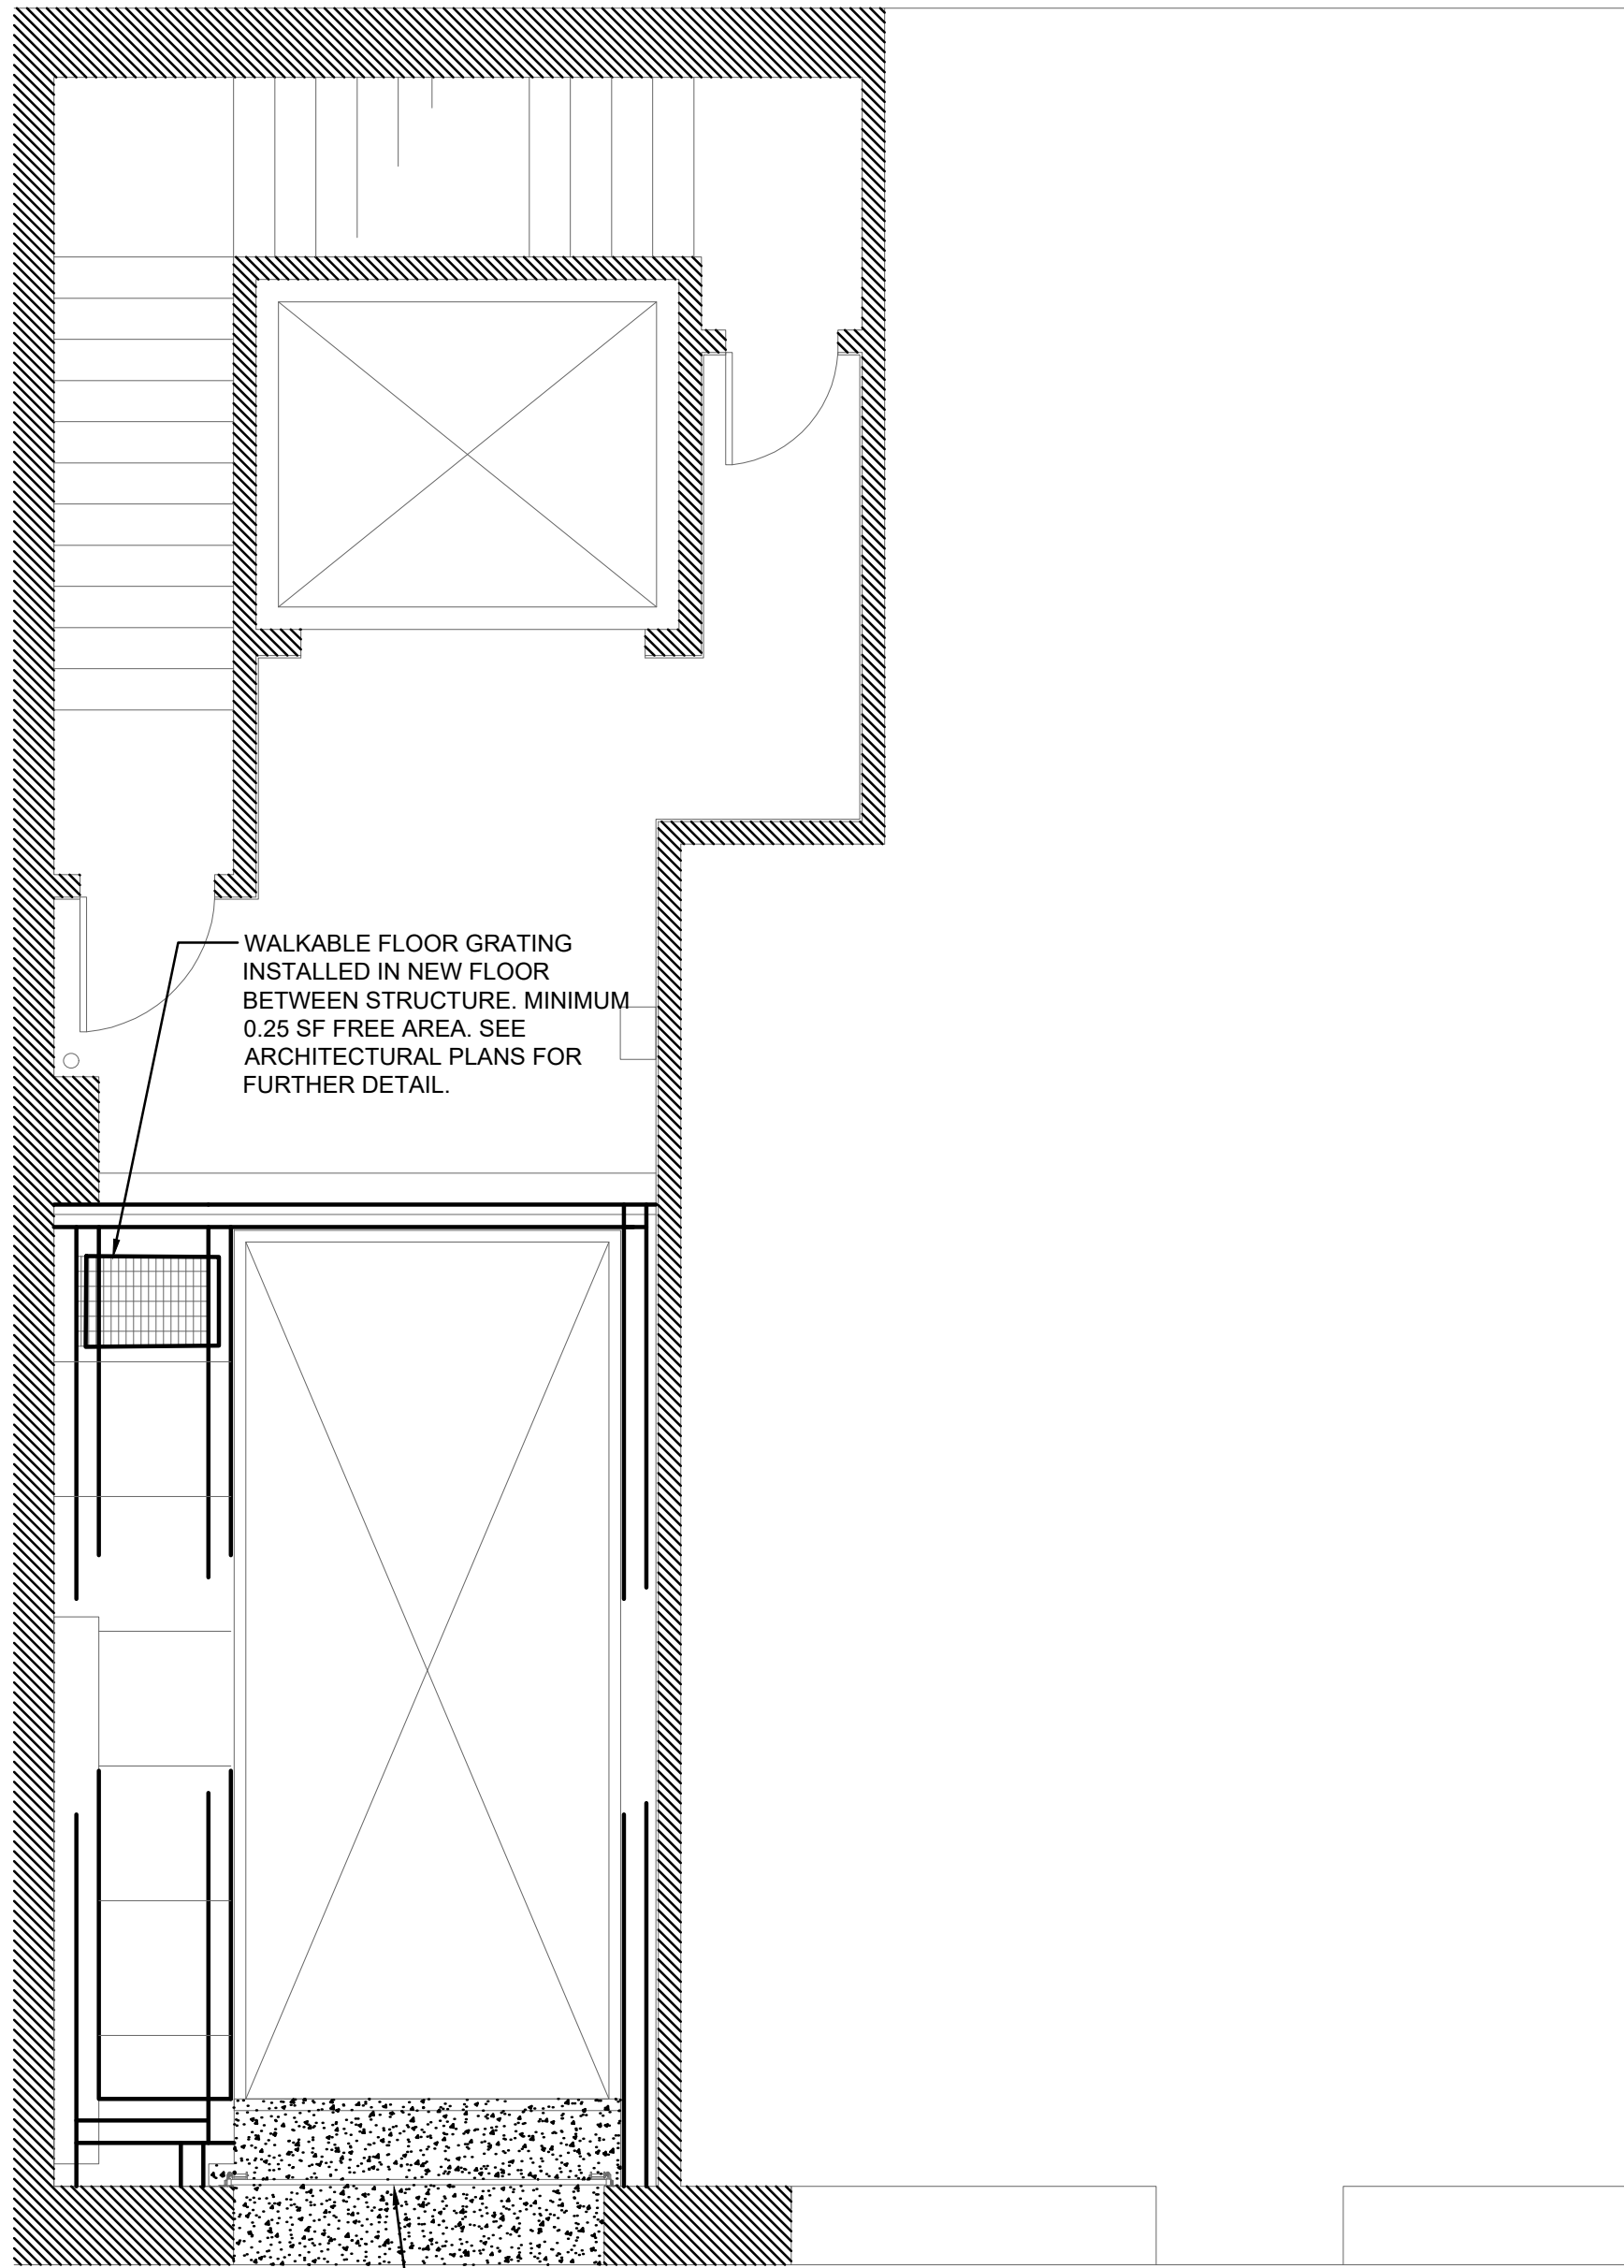 WALKABLE FLOOR GRATING
INSTALLED IN NEW FLOOR
BETWEEN STRUCTURE. MINIMUM
0.25 SF FREE AREA. SEE
ARCHITECTURAL PLANS FOR
FURTHER DETAIL.